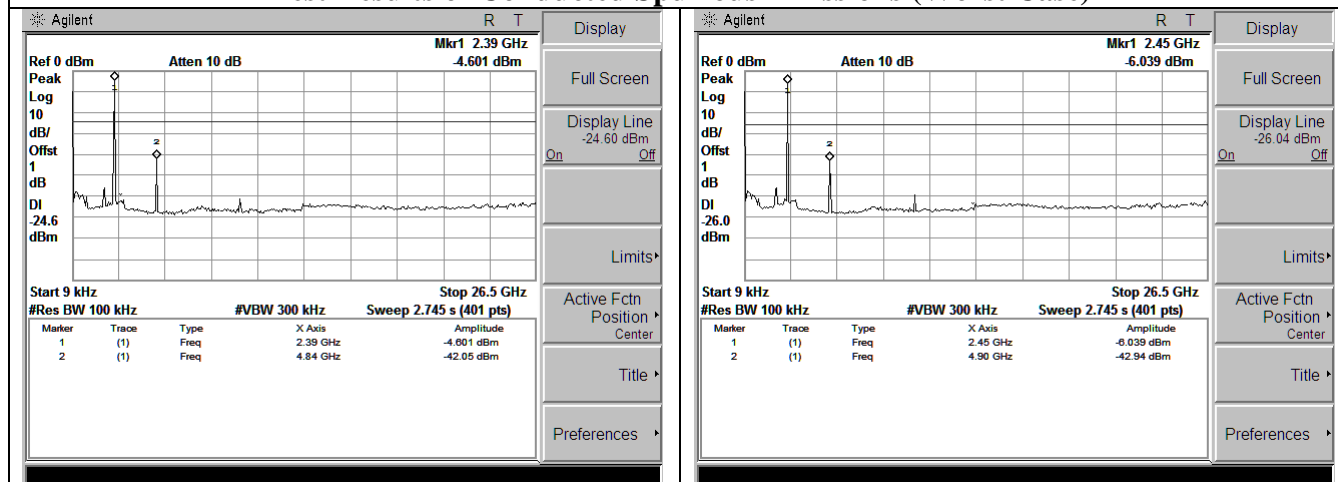 Agilent
R T
Mkr1 2.39 GHz
Ref 0 dBm Atten 10 dB -4.601 dBm
Peak
Log
10
dB/
Offst
1
dB
DI
-24.6
dBm
1
2
Start 9 kHz Stop 26.5 GHz
#Res BW 100 kHz #VBW 300 kHz Sweep 2.745 s (401 pts)
Marker Trace Type X Axis Amplitude
1 (1) Freq 2.39 GHz -4.601 dBm
2 (1) Freq 4.84 GHz -42.05 dBm
Display
Full Screen
Display Line
-24.60 dBm
On Off
Limits
Active Fctn
Position
Center
Title
Preferences
Agilent
R T
Mkr1 2.45 GHz
Ref 0 dBm Atten 10 dB -6.039 dBm
Peak
Log
10
dB/
Offst
1
dB
DI
-26.0
dBm
1
2
Start 9 kHz Stop 26.5 GHz
#Res BW 100 kHz #VBW 300 kHz Sweep 2.745 s (401 pts)
Marker Trace Type X Axis Amplitude
1 (1) Freq 2.45 GHz -6.039 dBm
2 (1) Freq 4.90 GHz -42.94 dBm
Display
Full Screen
Display Line
-26.04 dBm
On Off
Limits
Active Fctn
Position
Center
Title
Preferences